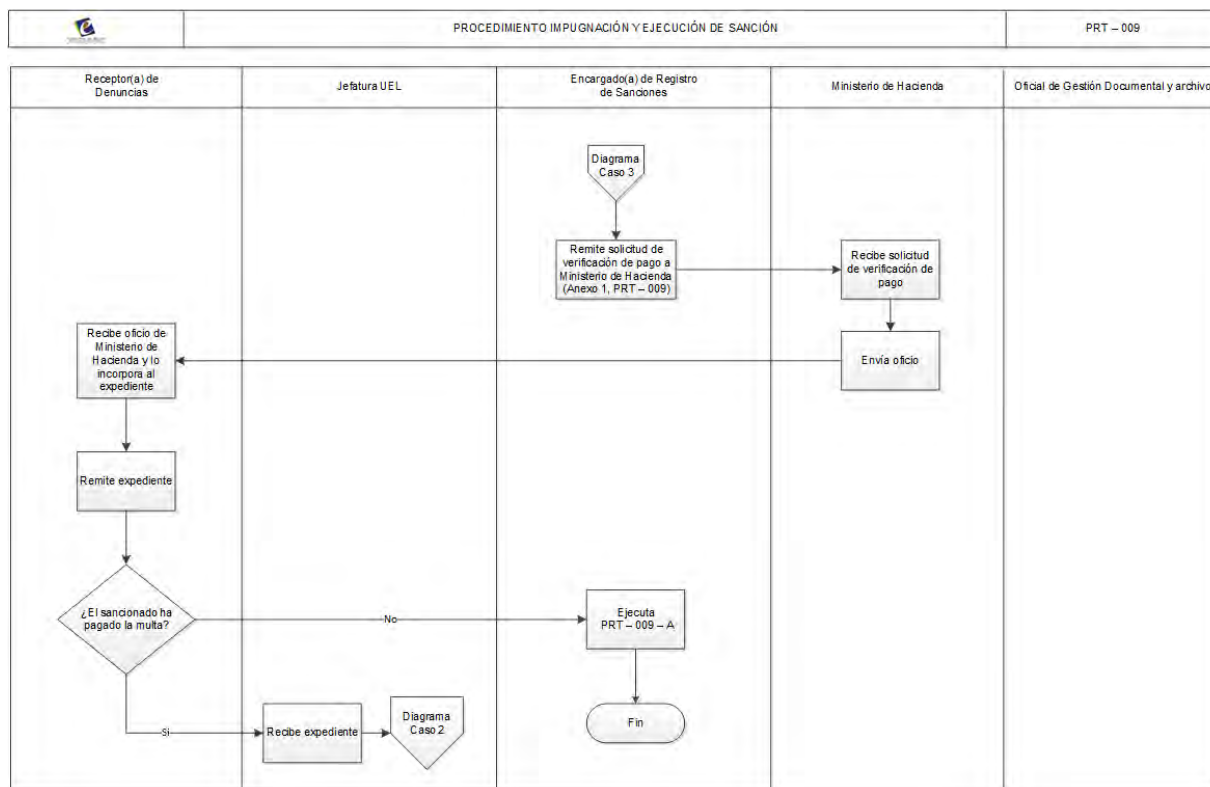 PROCEDIMIENTO IMPUGNACIÓN Y EJECUCIÓN DE SANCIÓN
PRT – 009
Receptor(a) de
Denuncias
Jefatura UEL
Encargado(a) de Registro
de Sanciones
Ministerio de Hacienda
Oficial de Gestión Documental y archivo
Diagrama
Caso 3
Remite solicitud de
verificación de pago a
Ministerio de Hacienda
(Anexo 1, PRT – 009)
Recibe solicitud
de verificación de
pago
Recibe oficio de
Ministerio de
Hacienda y lo
incorpora al
expediente
Envía oficio
Remite expediente
¿El sancionado ha
pagado la multa?
No
Ejecuta
PRT – 009 – A
Si
Recibe expediente
Diagrama
Caso 2
Fin